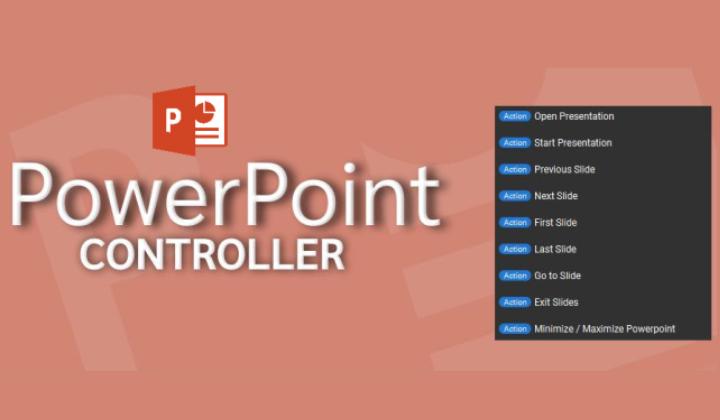 P
PowerPoint
CONTROLLER
Action Open Presentation
Action Start Presentation
Action Previous Slide
Action Next Slide
Action First Slide
Action Last Slide
Action Go to Slide
Action Exit Slides
Action Minimize / Maximize Powerpoint